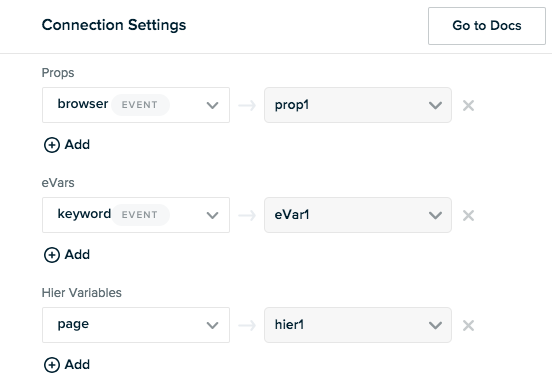 Connection Settings
Go to Docs
Props
browser EVENT prop1
Add
eVars
keyword EVENT eVar1
Add
Hier Variables
page hier1
Add